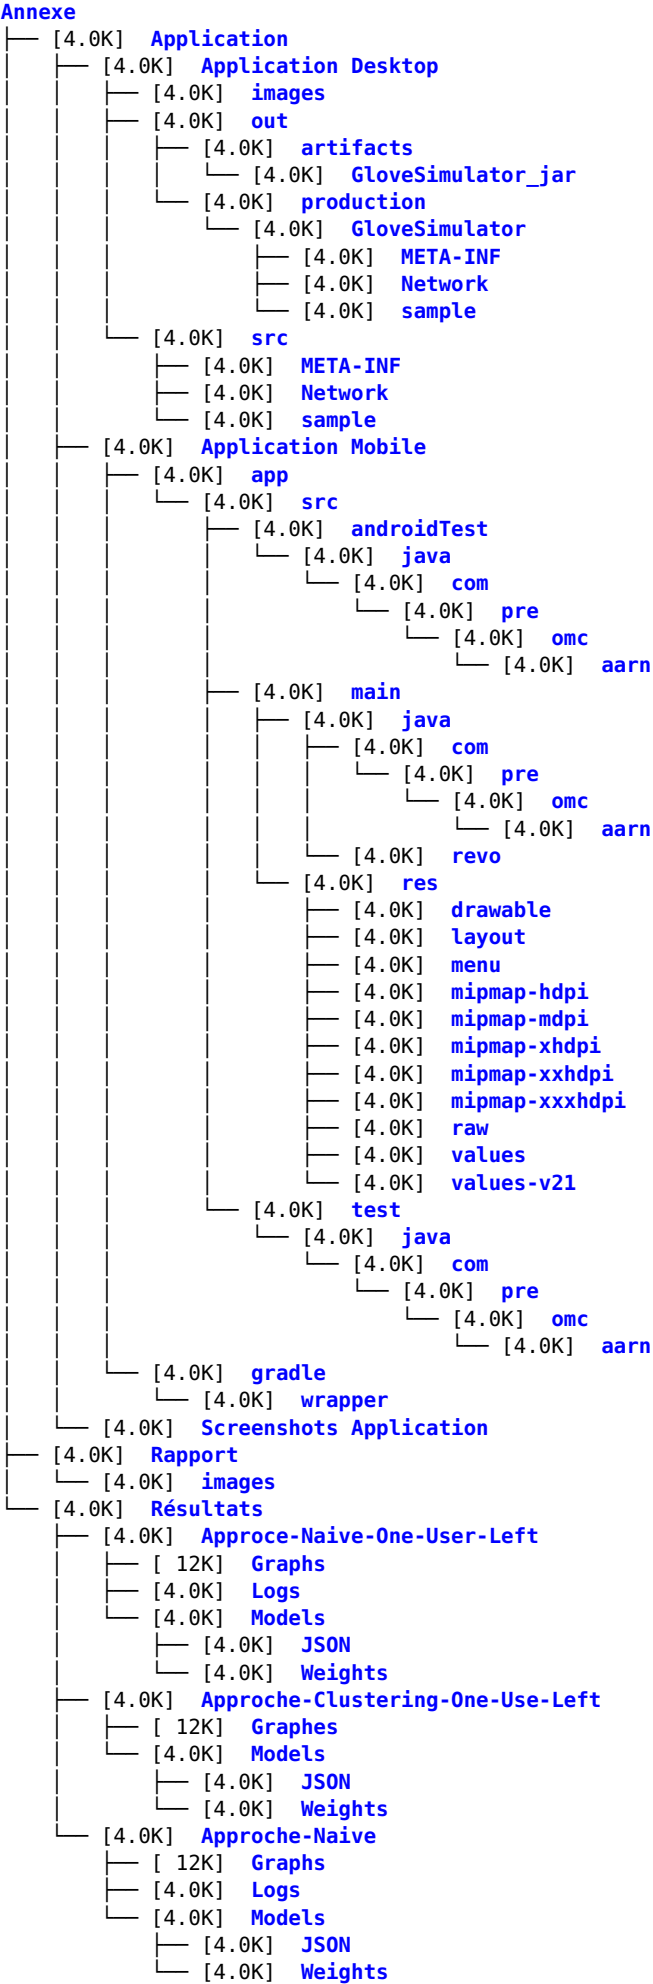 Annexe
├── [4.0K]  Application
│   ├── [4.0K]  Application Desktop
│   │   ├── [4.0K]  images
│   │   ├── [4.0K]  out
│   │   │   ├── [4.0K]  artifacts
│   │   │   │   └── [4.0K]  GloveSimulator_jar
│   │   │   └── [4.0K]  production
│   │   │       └── [4.0K]  GloveSimulator
│   │   │           ├── [4.0K]  META-INF
│   │   │           ├── [4.0K]  Network
│   │   │           └── [4.0K]  sample
│   │   └── [4.0K]  src
│   │       ├── [4.0K]  META-INF
│   │       ├── [4.0K]  Network
│   │       └── [4.0K]  sample
│   ├── [4.0K]  Application Mobile
│   │   ├── [4.0K]  app
│   │   │   └── [4.0K]  src
│   │   │       ├── [4.0K]  androidTest
│   │   │       │   └── [4.0K]  java
│   │   │       │       └── [4.0K]  com
│   │   │       │           └── [4.0K]  pre
│   │   │       │               └── [4.0K]  omc
│   │   │       │                   └── [4.0K]  aarn
│   │   │       ├── [4.0K]  main
│   │   │       │   ├── [4.0K]  java
│   │   │       │   │   ├── [4.0K]  com
│   │   │       │   │   │   └── [4.0K]  pre
│   │   │       │   │   │       └── [4.0K]  omc
│   │   │       │   │   │           └── [4.0K]  aarn
│   │   │       │   │   └── [4.0K]  revo
│   │   │       │   └── [4.0K]  res
│   │   │       │       ├── [4.0K]  drawable
│   │   │       │       ├── [4.0K]  layout
│   │   │       │       ├── [4.0K]  menu
│   │   │       │       ├── [4.0K]  mipmap-hdpi
│   │   │       │       ├── [4.0K]  mipmap-mdpi
│   │   │       │       ├── [4.0K]  mipmap-xhdpi
│   │   │       │       ├── [4.0K]  mipmap-xxhdpi
│   │   │       │       ├── [4.0K]  mipmap-xxxhdpi
│   │   │       │       ├── [4.0K]  raw
│   │   │       │       ├── [4.0K]  values
│   │   │       │       └── [4.0K]  values-v21
│   │   │       └── [4.0K]  test
│   │   │           └── [4.0K]  java
│   │   │               └── [4.0K]  com
│   │   │                   └── [4.0K]  pre
│   │   │                       └── [4.0K]  omc
│   │   │                           └── [4.0K]  aarn
│   │   └── [4.0K]  gradle
│   │       └── [4.0K]  wrapper
│   └── [4.0K]  Screenshots Application
├── [4.0K]  Rapport
│   └── [4.0K]  images
└── [4.0K]  Résultats
    ├── [4.0K]  Approce-Naive-One-User-Left
    │   ├── [ 12K]  Graphs
    │   ├── [4.0K]  Logs
    │   └── [4.0K]  Models
    │       ├── [4.0K]  JSON
    │       └── [4.0K]  Weights
    ├── [4.0K]  Approche-Clustering-One-Use-Left
    │   ├── [ 12K]  Graphes
    │   └── [4.0K]  Models
    │       ├── [4.0K]  JSON
    │       └── [4.0K]  Weights
    └── [4.0K]  Approche-Naive
        ├── [ 12K]  Graphs
        ├── [4.0K]  Logs
        └── [4.0K]  Models
            ├── [4.0K]  JSON
            └── [4.0K]  Weights